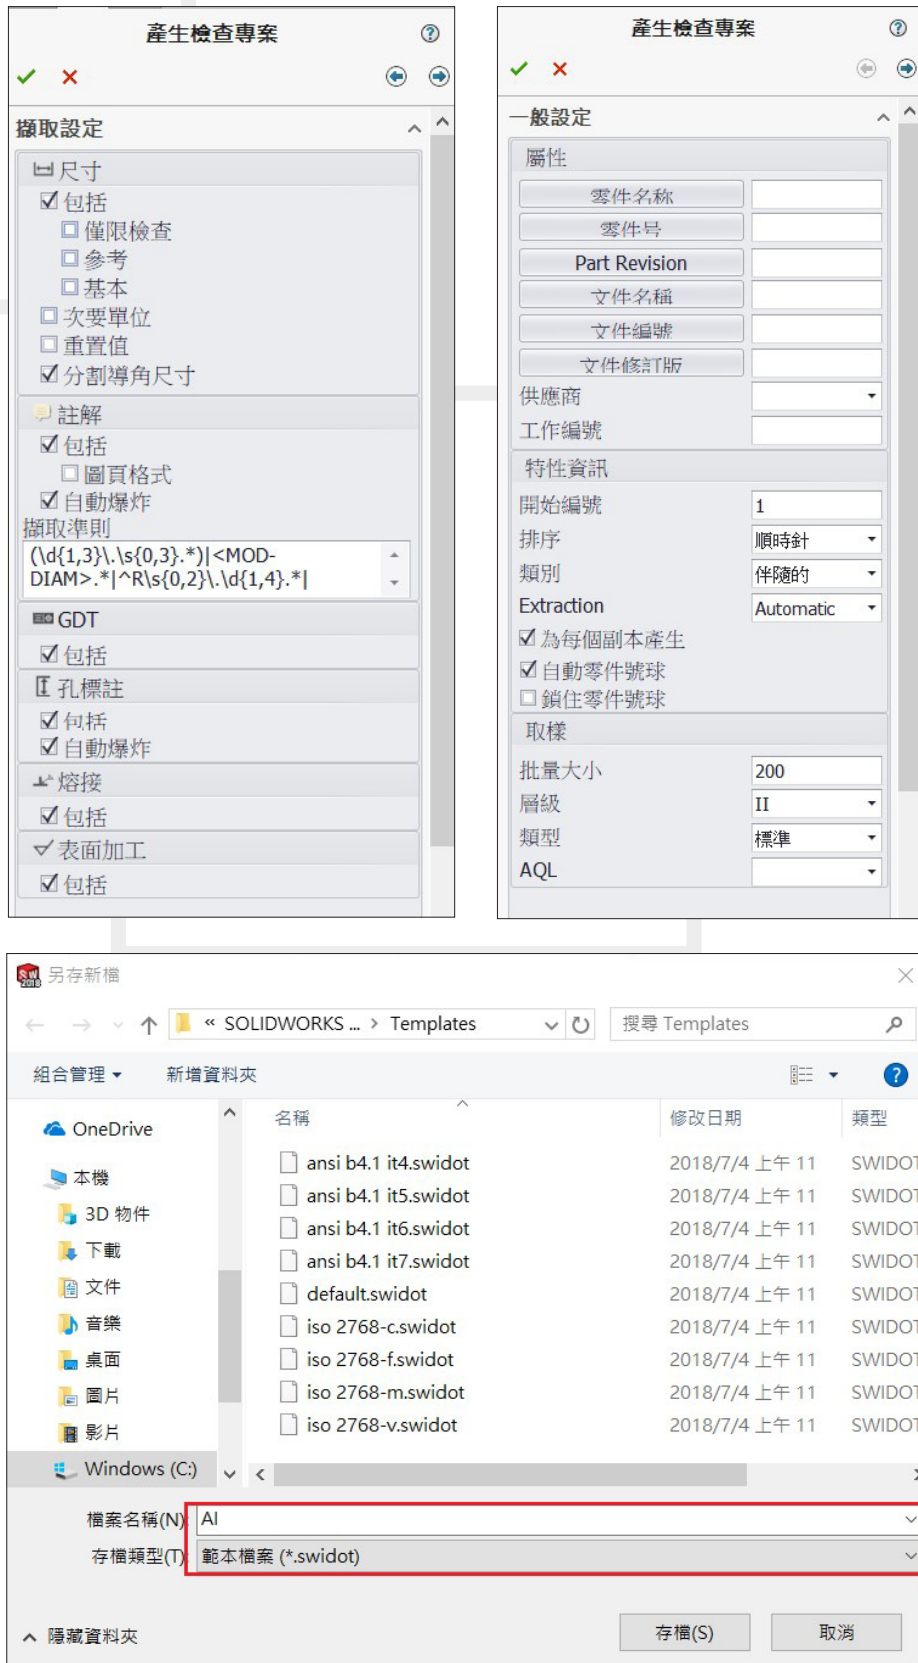 產生檢查專案
擷取設定
尺寸
包括
僅限檢查
參考
基本
次要單位
重置值
分割導角尺寸
註解
包括
圖頁格式
自動爆炸
擷取準則
(\d{1,3}\.\s{0,3}.*)|<MOD-
DIAM>.*|^R\s{0,2}\.\d{1,4}.*|
GDT
包括
孔標註
包括
自動爆炸
熔接
包括
表面加工
包括
產生檢查專案
一般設定
屬性
零件名称
零件号
Part Revision
文件名稱
文件編號
文件修訂版
供應商
工作編號
特性資訊
開始編號 1
排序 順時針
類別 伴隨的
Extraction Automatic
為每個副本產生
自動零件號球
鎖住零件號球
取樣
批量大小 200
層級 II
類型 標準
AQL
SW 2018 另存新檔
« SOLIDWORKS ... > Templates 搜尋 Templates
組合管理 新增資料夾
名稱 修改日期 類型
OneDrive
本機
3D 物件
下載
文件
音樂
桌面
圖片
影片
Windows (C:)
ansi b4.1 it4.swidot 2018/7/4 上午 11 SWIDOT
ansi b4.1 it5.swidot 2018/7/4 上午 11 SWIDOT
ansi b4.1 it6.swidot 2018/7/4 上午 11 SWIDOT
ansi b4.1 it7.swidot 2018/7/4 上午 11 SWIDOT
default.swidot 2018/7/4 上午 11 SWIDOT
iso 2768-c.swidot 2018/7/4 上午 11 SWIDOT
iso 2768-f.swidot 2018/7/4 上午 11 SWIDOT
iso 2768-m.swidot 2018/7/4 上午 11 SWIDOT
iso 2768-v.swidot 2018/7/4 上午 11 SWIDOT
檔案名稱(N): AI
存檔類型(T): 範本檔案 (*.swidot)
隱藏資料夾 存檔(S) 取消